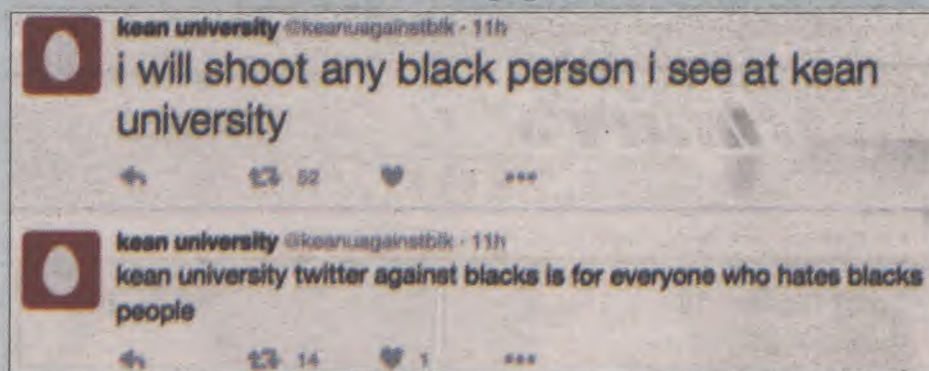 kean university @keanuagainstblk · 11h
i will shoot any black person i see at kean
university
52
kean university @keanuagainstblk · 11h
kean university twitter against blacks is for everyone who hates blacks
people
14 1